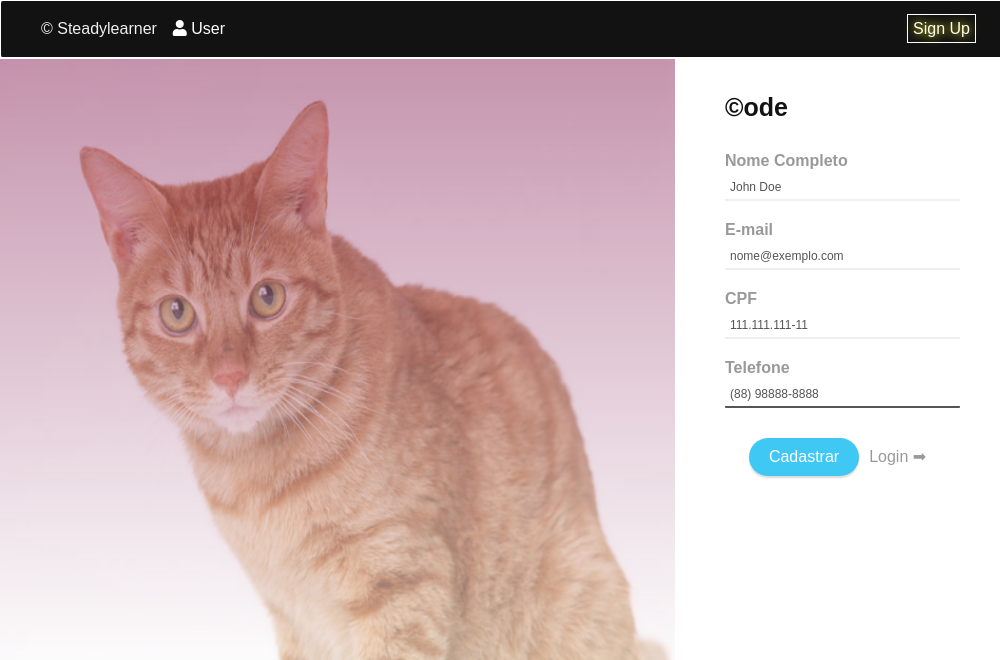 © Steadylearner User Sign Up
©ode
Nome Completo
John Doe
E-mail
nome@exemplo.com
CPF
111.111.111-11
Telefone
(88) 98888-8888
Cadastrar Login ➡